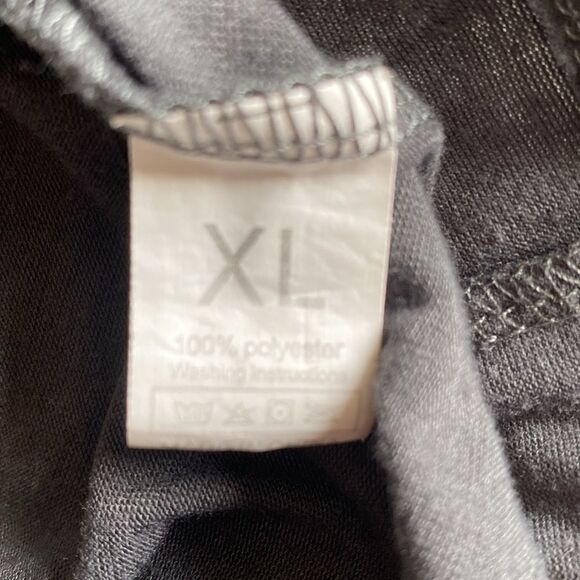 XL
100% polyester
Washing Instructions